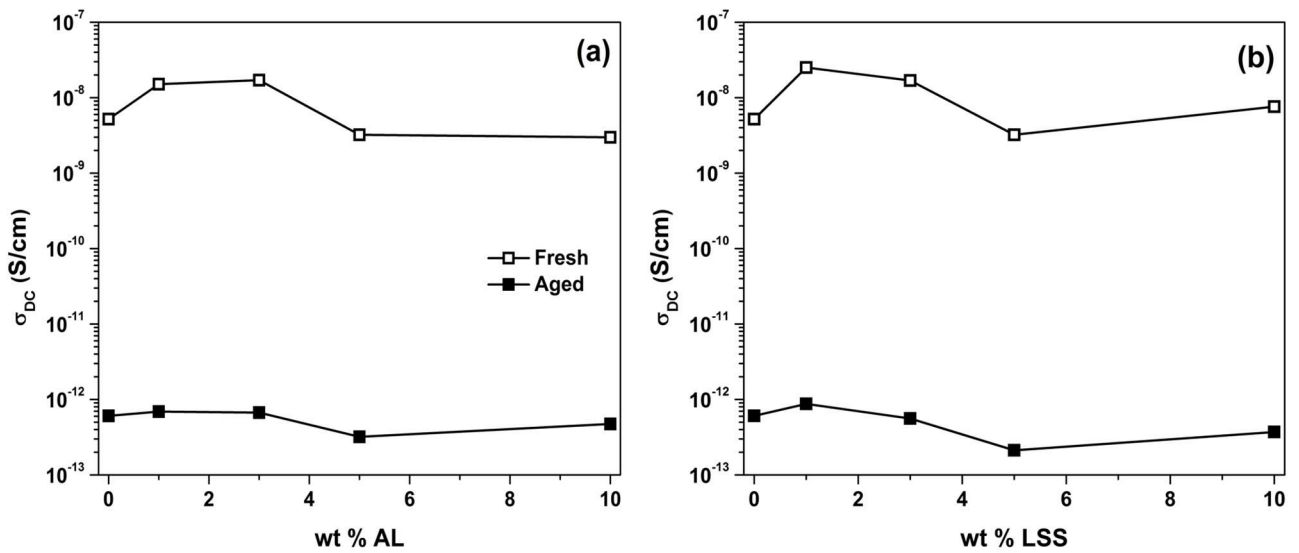 (a)
σDC (S/cm)
10⁻⁷
10⁻⁸
10⁻⁹
10⁻¹⁰
10⁻¹¹
10⁻¹²
10⁻¹³
Fresh
Aged
0 2 4 6 8 10
wt % AL
(b)
σDC (S/cm)
10⁻⁷
10⁻⁸
10⁻⁹
10⁻¹⁰
10⁻¹¹
10⁻¹²
10⁻¹³
0 2 4 6 8 10
wt % LSS